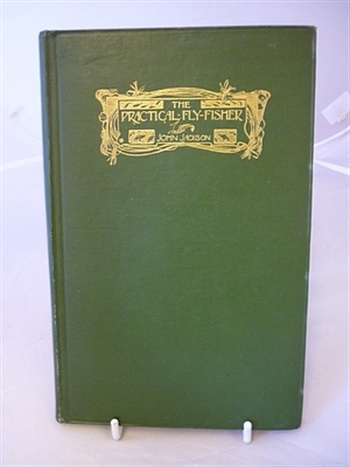 THE
PRACTICAL·FLY-FISHER
JOHN JACKSON